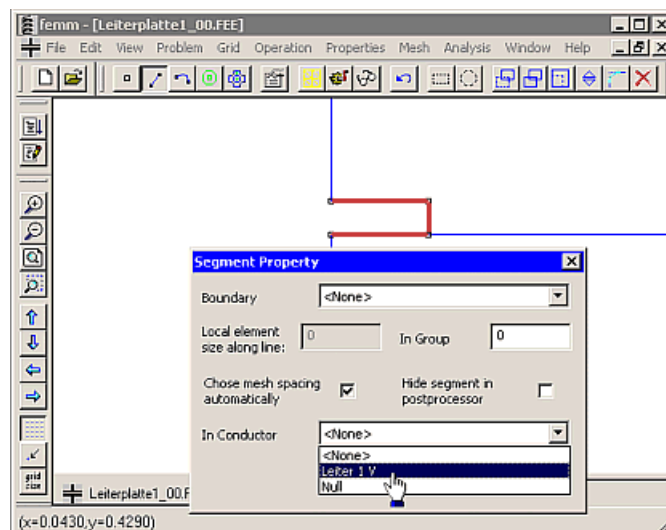 femm - [Leiterplatte1_00.FEE]
File Edit View Problem Grid Operation Properties Mesh Analysis Window Help
Segment Property
Boundary <None>
Local element size along line: 0 In Group 0
Chose mesh spacing automatically Hide segment in postprocessor
In Conductor <None>
<None>
Leiter 1 V
Null
grid size
Leiterplatte1_00.F
(x=0.0430,y=0.4290)